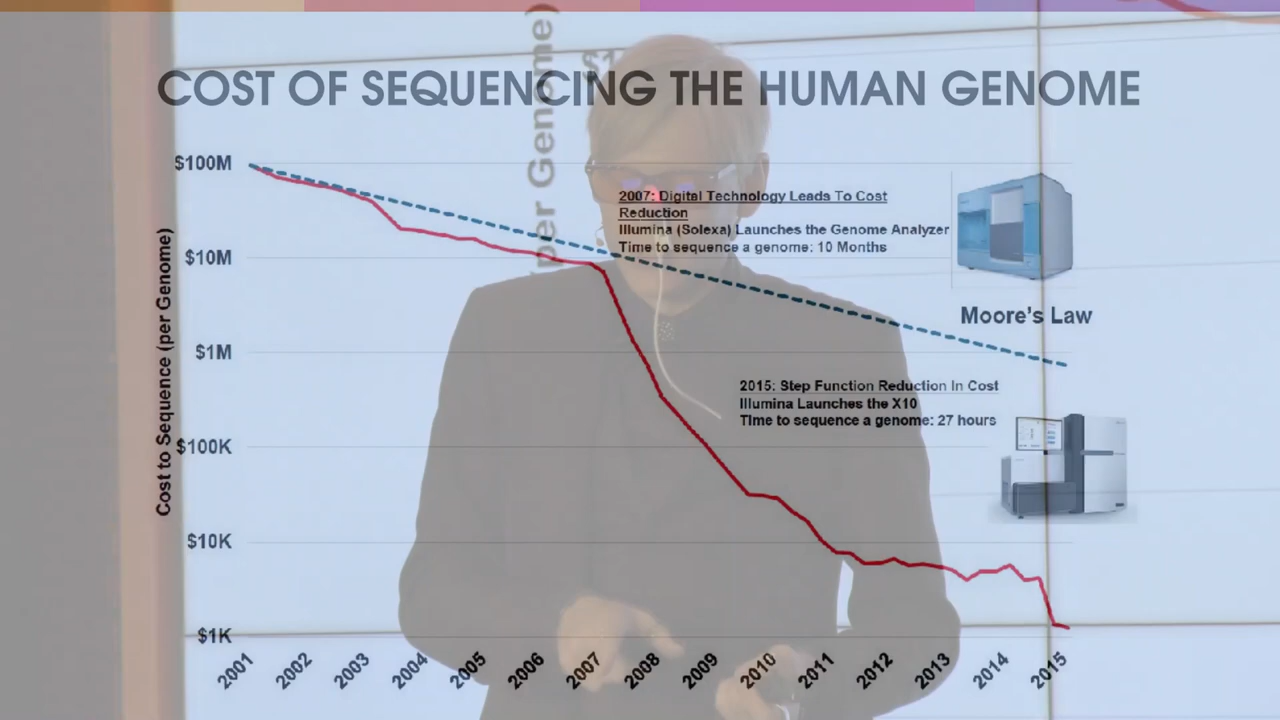 COST OF SEQUENCING THE HUMAN GENOME
per Genome)
$1
Cost to Sequence (per Genome)
$100M
$10M
$1M
$100K
$10K
$1K
2007: Digital Technology Leads To Cost
Reduction
Illumina (Solexa) Launches the Genome Analyzer
Time to sequence a genome: 10 Months
Moore's Law
2015: Step Function Reduction In Cost
Illumina Launches the X10
Time to sequence a genome: 27 hours
2001
2002
2003
2004
2005
2006
2007
2008
2009
2010
2011
2012
2013
2014
2015